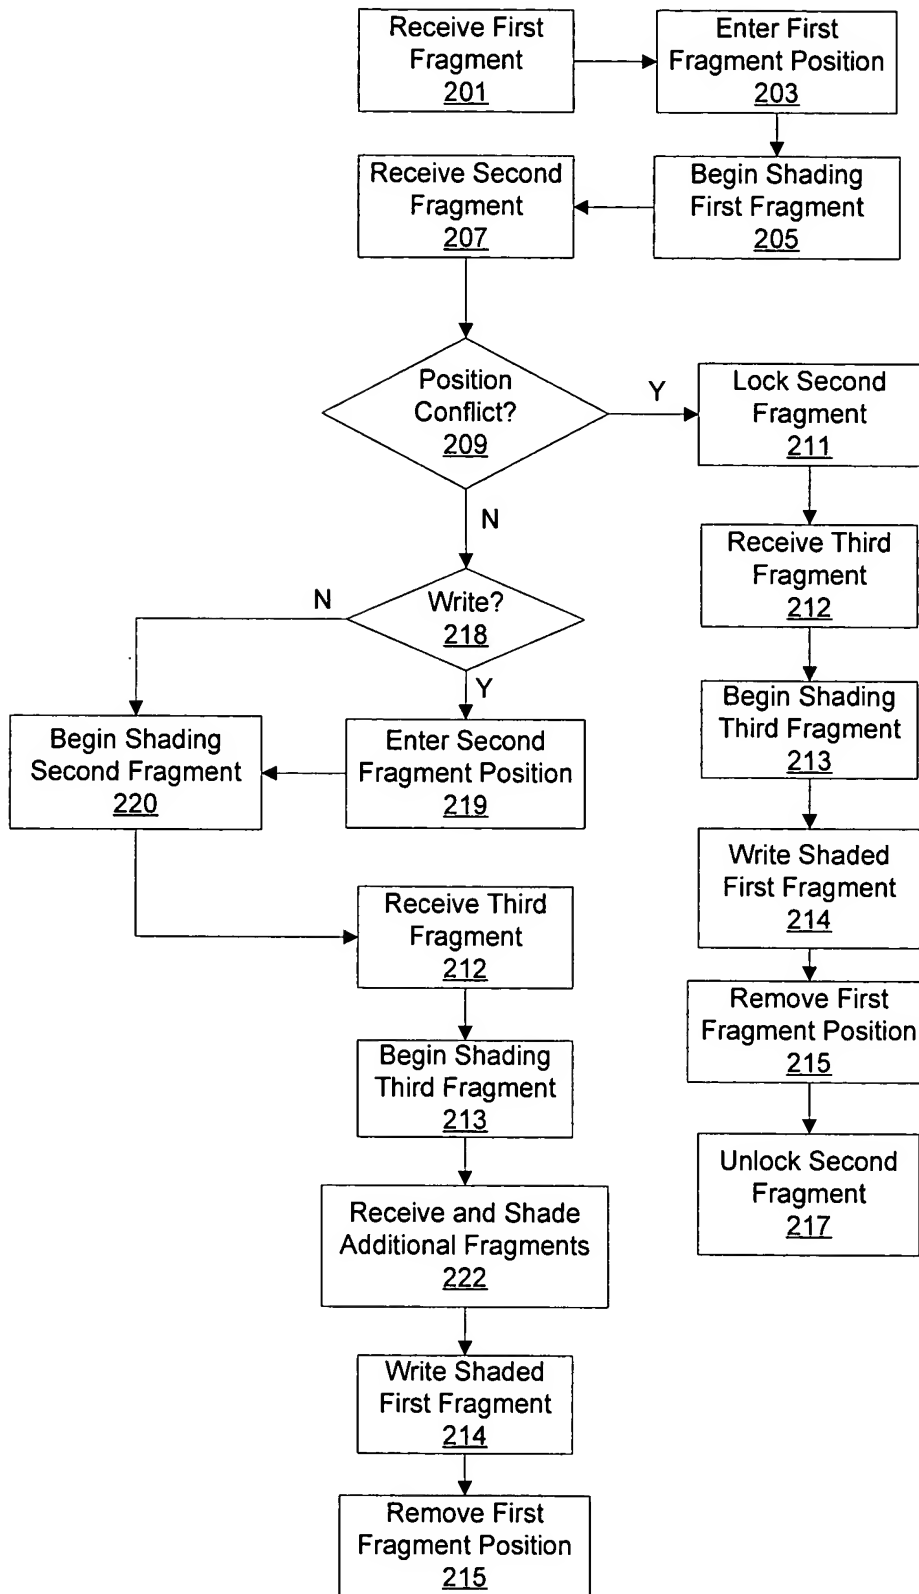 Receive First
Fragment
201
Enter First
Fragment Position
203
Receive Second
Fragment
207
Begin Shading
First Fragment
205
Position
Conflict?
209
Y
Lock Second
Fragment
211
N
Receive Third
Fragment
212
N
Write?
218
Y
Begin Shading
Third Fragment
213
Begin Shading
Second Fragment
220
Enter Second
Fragment Position
219
Write Shaded
First Fragment
214
Receive Third
Fragment
212
Remove First
Fragment Position
215
Begin Shading
Third Fragment
213
Unlock Second
Fragment
217
Receive and Shade
Additional Fragments
222
Write Shaded
First Fragment
214
Remove First
Fragment Position
215